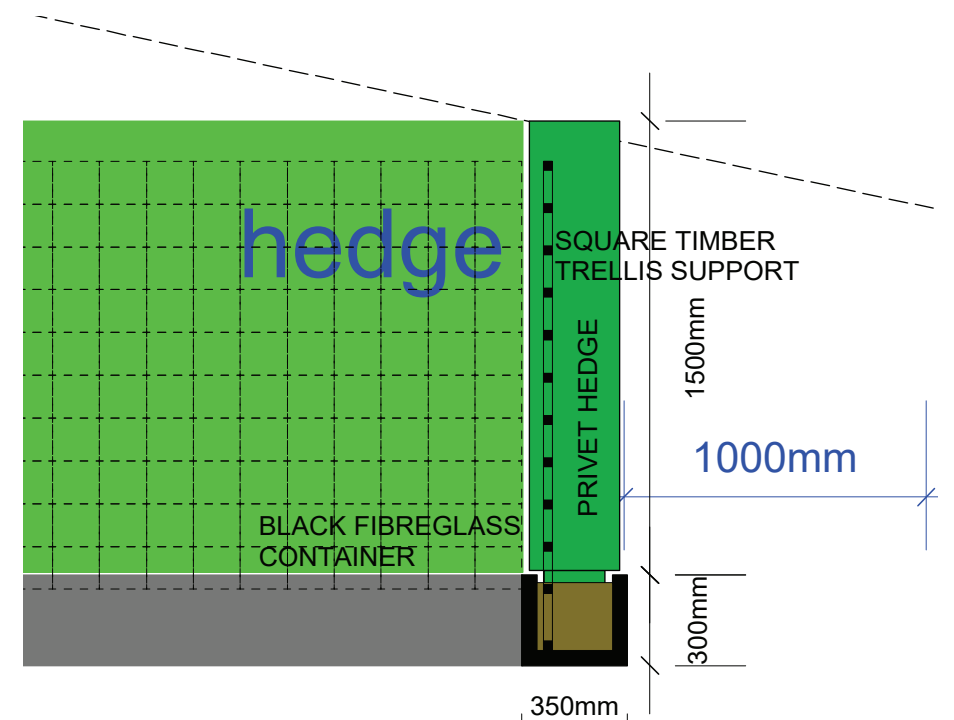 hedge
SQUARE TIMBER
TRELLIS SUPPORT
PRIVET HEDGE
1500mm
1000mm
BLACK FIBREGLASS
CONTAINER
300mm
350mm